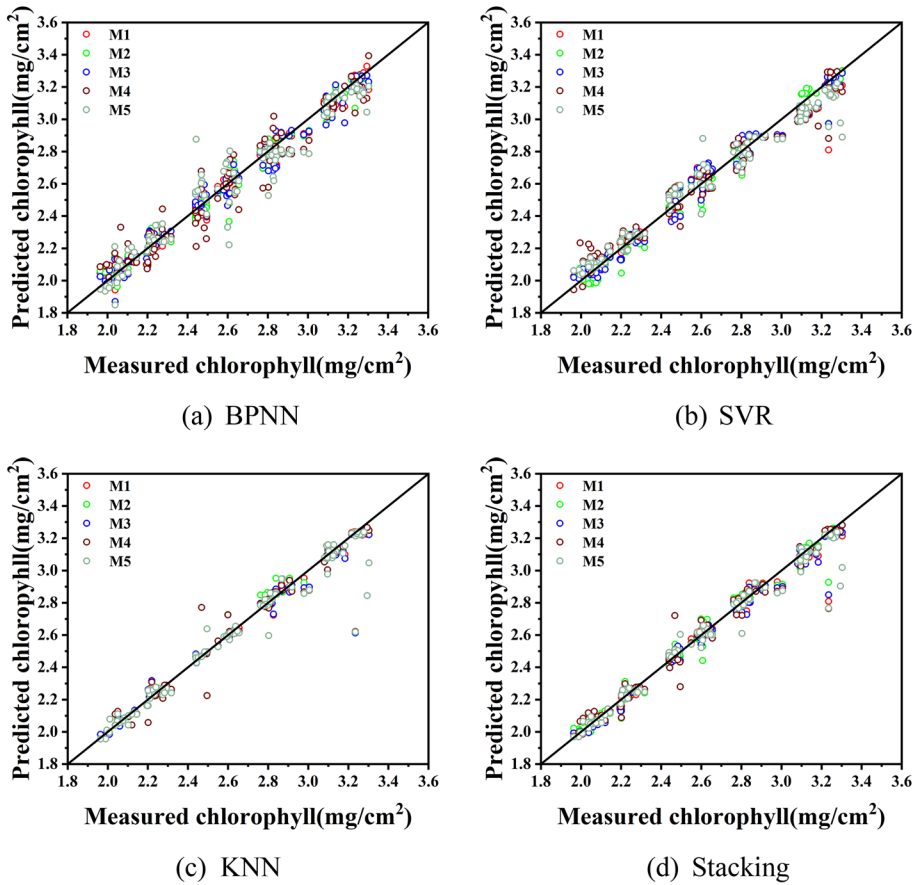 3.6
3.4
3.2
3.0
2.8
2.6
2.4
2.2
2.0
1.8
Predicted chloropyhll(mg/cm²)
M1
M2
M3
M4
M5
1.8 2.0 2.2 2.4 2.6 2.8 3.0 3.2 3.4 3.6
Measured chlorophyll(mg/cm²)
(a) BPNN
3.6
3.4
3.2
3.0
2.8
2.6
2.4
2.2
2.0
1.8
Predicted chloropyhll(mg/cm²)
M1
M2
M3
M4
M5
1.8 2.0 2.2 2.4 2.6 2.8 3.0 3.2 3.4 3.6
Measured chlorophyll(mg/cm²)
(b) SVR
3.6
3.4
3.2
3.0
2.8
2.6
2.4
2.2
2.0
1.8
Predicted chloropyhll(mg/cm²)
M1
M2
M3
M4
M5
1.8 2.0 2.2 2.4 2.6 2.8 3.0 3.2 3.4 3.6
Measured chlorophyll(mg/cm²)
(c) KNN
3.6
3.4
3.2
3.0
2.8
2.6
2.4
2.2
2.0
1.8
Predicted chloropyhll(mg/cm²)
M1
M2
M3
M4
M5
1.8 2.0 2.2 2.4 2.6 2.8 3.0 3.2 3.4 3.6
Measured chlorophyll(mg/cm²)
(d) Stacking